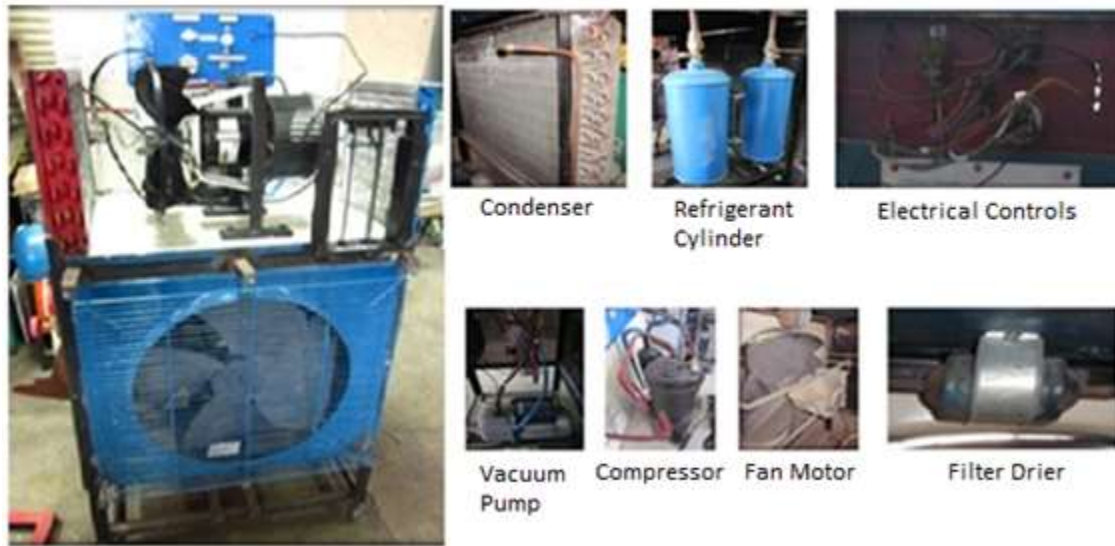 Condenser
Refrigerant
Cylinder
Electrical Controls
Vacuum
Pump
Compressor
Fan Motor
Filter Drier